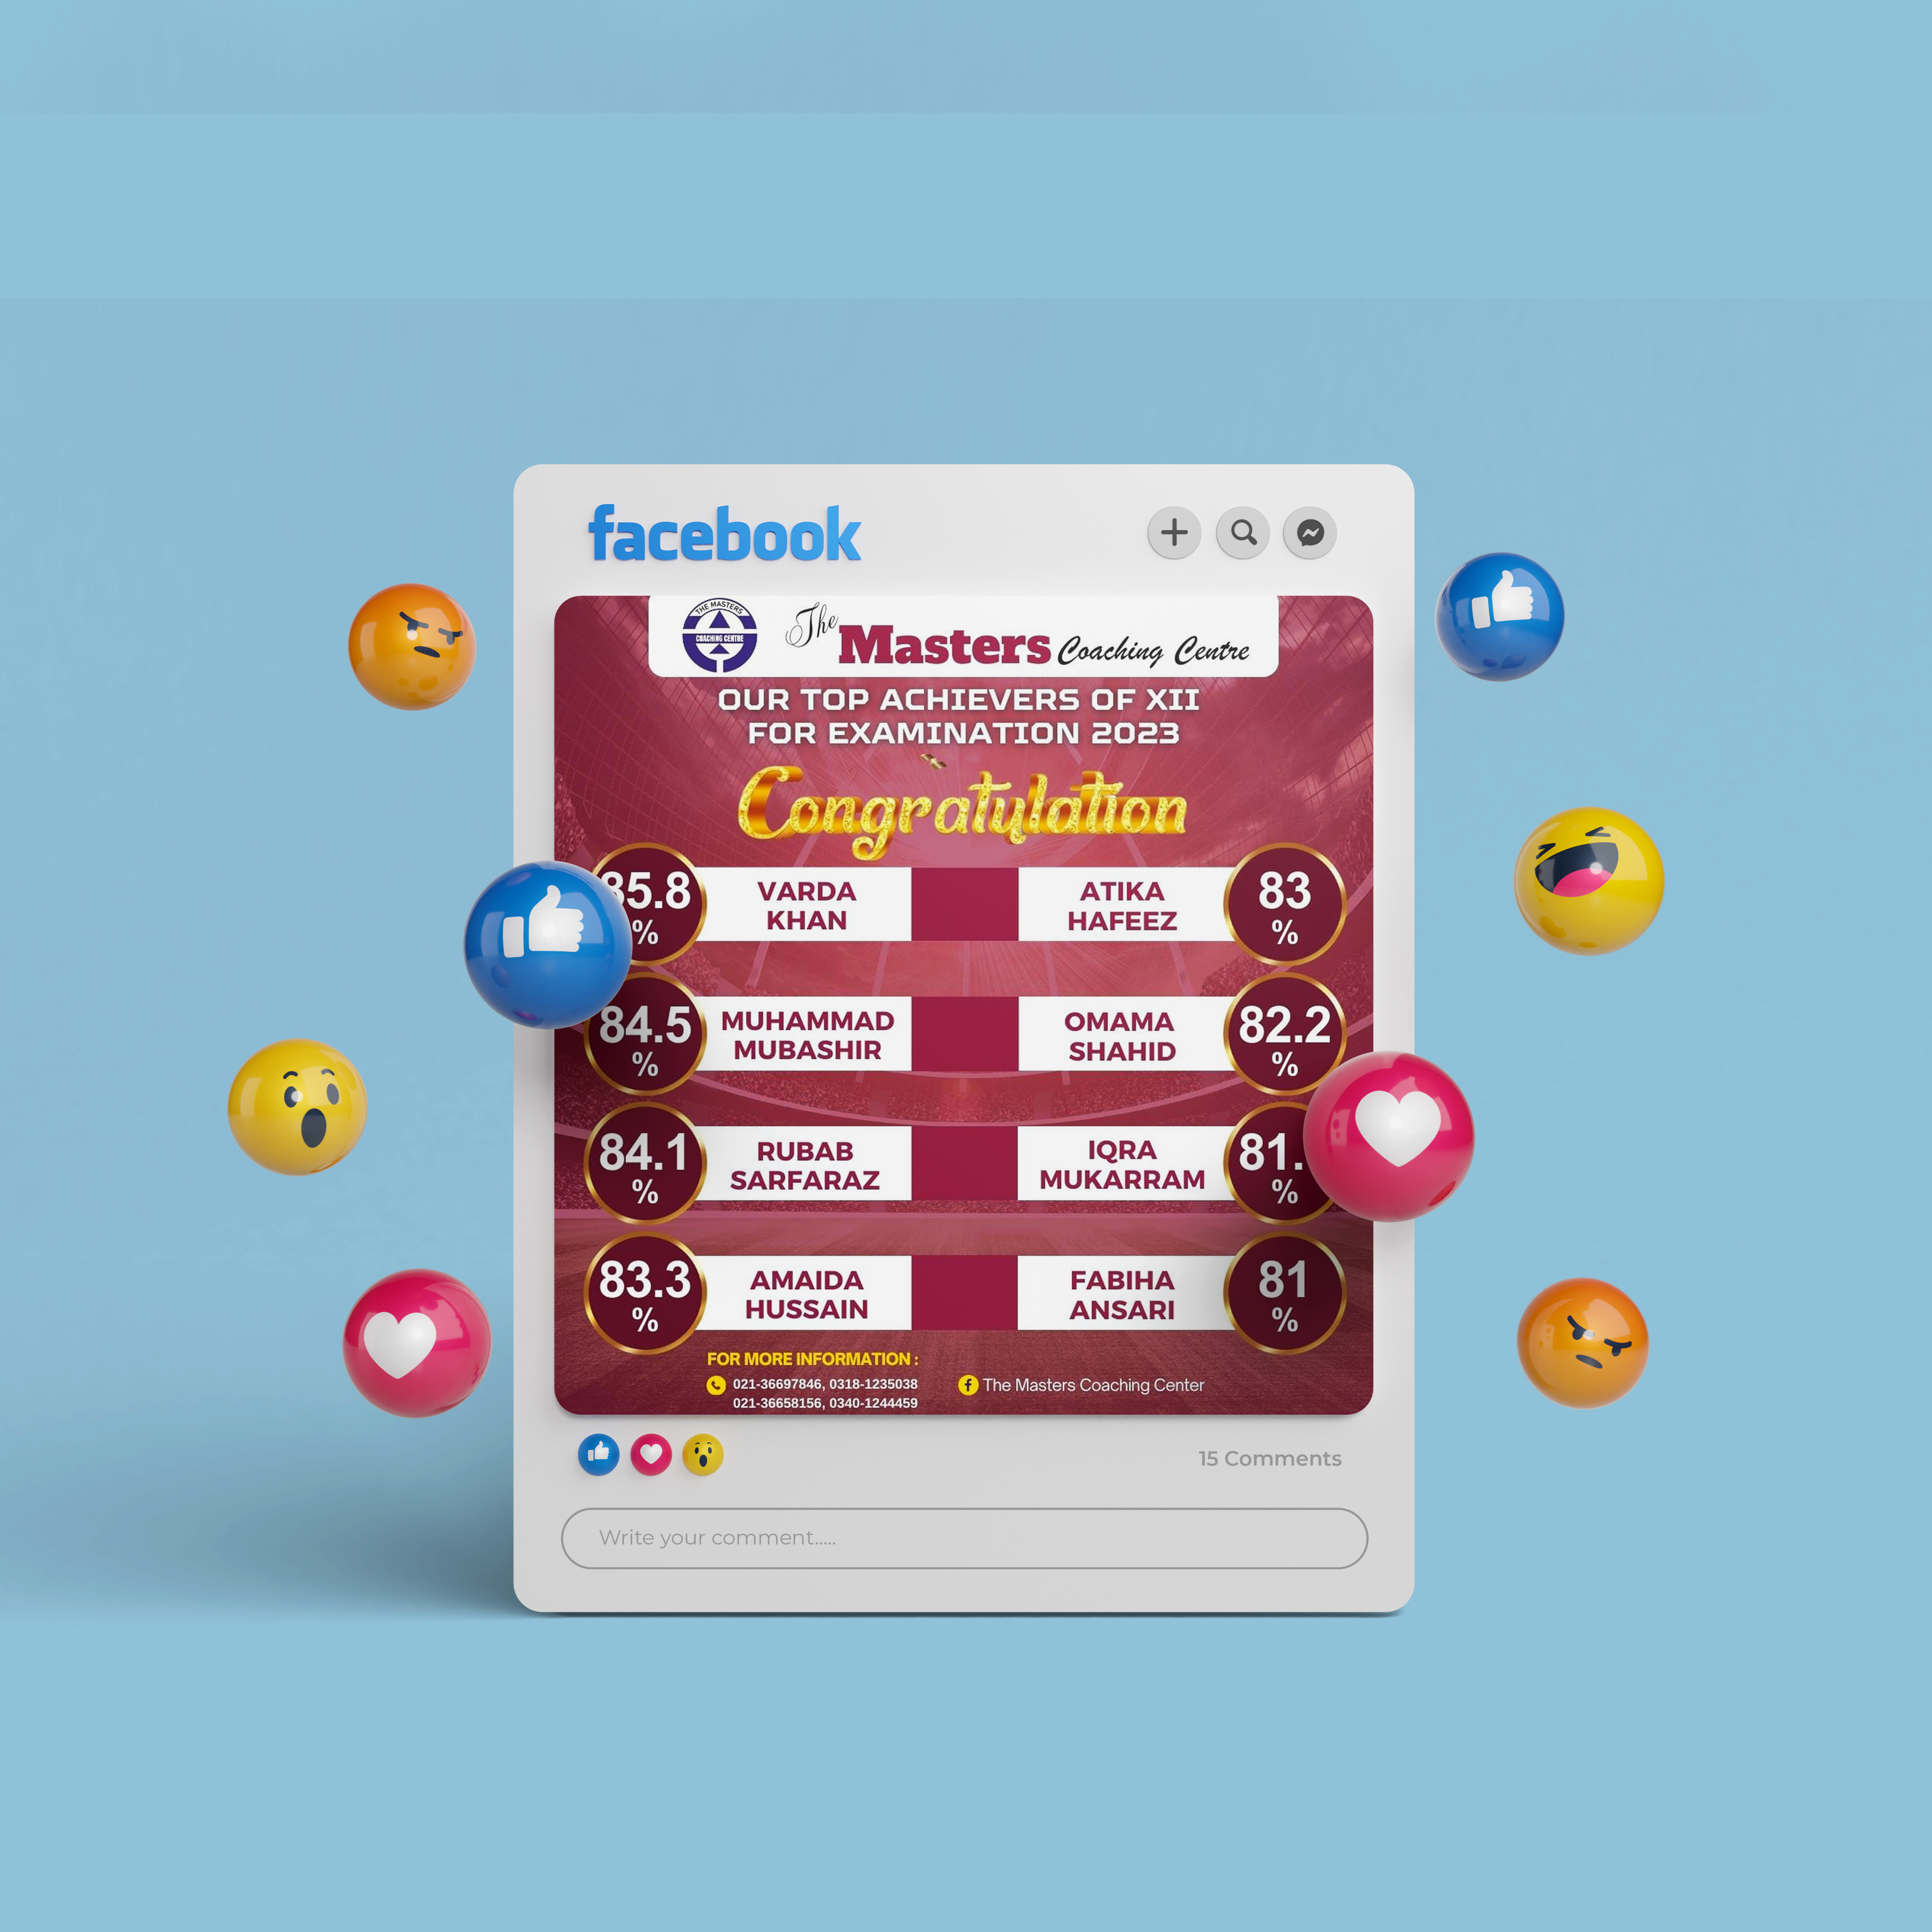 facebook
THE MASTERS
COACHING CENTRE
The Masters Coaching Centre
OUR TOP ACHIEVERS OF XII
FOR EXAMINATION 2023
Congratulation
85.8
%
VARDA
KHAN
ATIKA
HAFEEZ
83
%
84.5
%
MUHAMMAD
MUBASHIR
OMAMA
SHAHID
82.2
%
84.1
%
RUBAB
SARFARAZ
IQRA
MUKARRAM
%
83.3
%
AMAIDA
HUSSAIN
FABIHA
ANSARI
81
%
FOR MORE INFORMATION :
021-36697846, 0318-1235038
021-36658156, 0340-1244459
The Masters Coaching Center
15 Comments
Write your comment.....